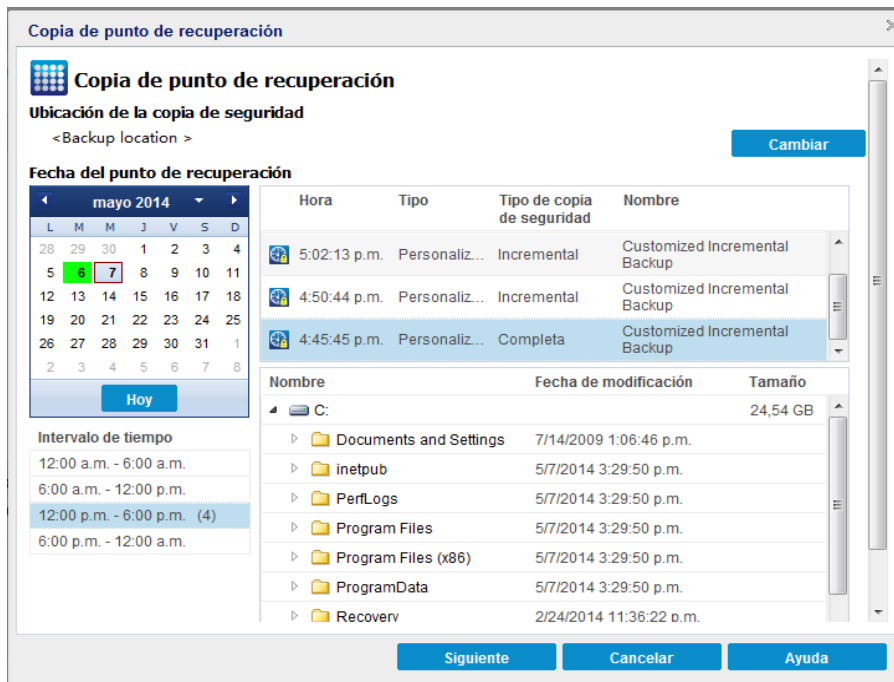 Copia de punto de recuperación
Copia de punto de recuperación
Ubicación de la copia de seguridad
<Backup location >
Cambiar
Fecha del punto de recuperación
mayo 2014
L M M J V S D
28 29 30 1 2 3 4
5 6 7 8 9 10 11
12 13 14 15 16 17 18
19 20 21 22 23 24 25
26 27 28 29 30 31 1
2 3 4 5 6 7 8
Hoy
Intervalo de tiempo
12:00 a.m. - 6:00 a.m.
6:00 a.m. - 12:00 p.m.
12:00 p.m. - 6:00 p.m. (4)
6:00 p.m. - 12:00 a.m.
Hora Tipo Tipo de copia de seguridad Nombre
5:02:13 p.m. Personaliz... Incremental Customized Incremental Backup
4:50:44 p.m. Personaliz... Incremental Customized Incremental Backup
4:45:45 p.m. Personaliz... Completa Customized Incremental Backup
Nombre Fecha de modificación Tamaño
C: 24,54 GB
Documents and Settings 7/14/2009 1:06:46 p.m.
inetpub 5/7/2014 3:29:50 p.m.
PerfLogs 5/7/2014 3:29:50 p.m.
Program Files 5/7/2014 3:29:50 p.m.
Program Files (x86) 5/7/2014 3:29:50 p.m.
ProgramData 5/7/2014 3:29:50 p.m.
Recovery 2/24/2014 11:36:22 p.m.
Siguiente Cancelar Ayuda